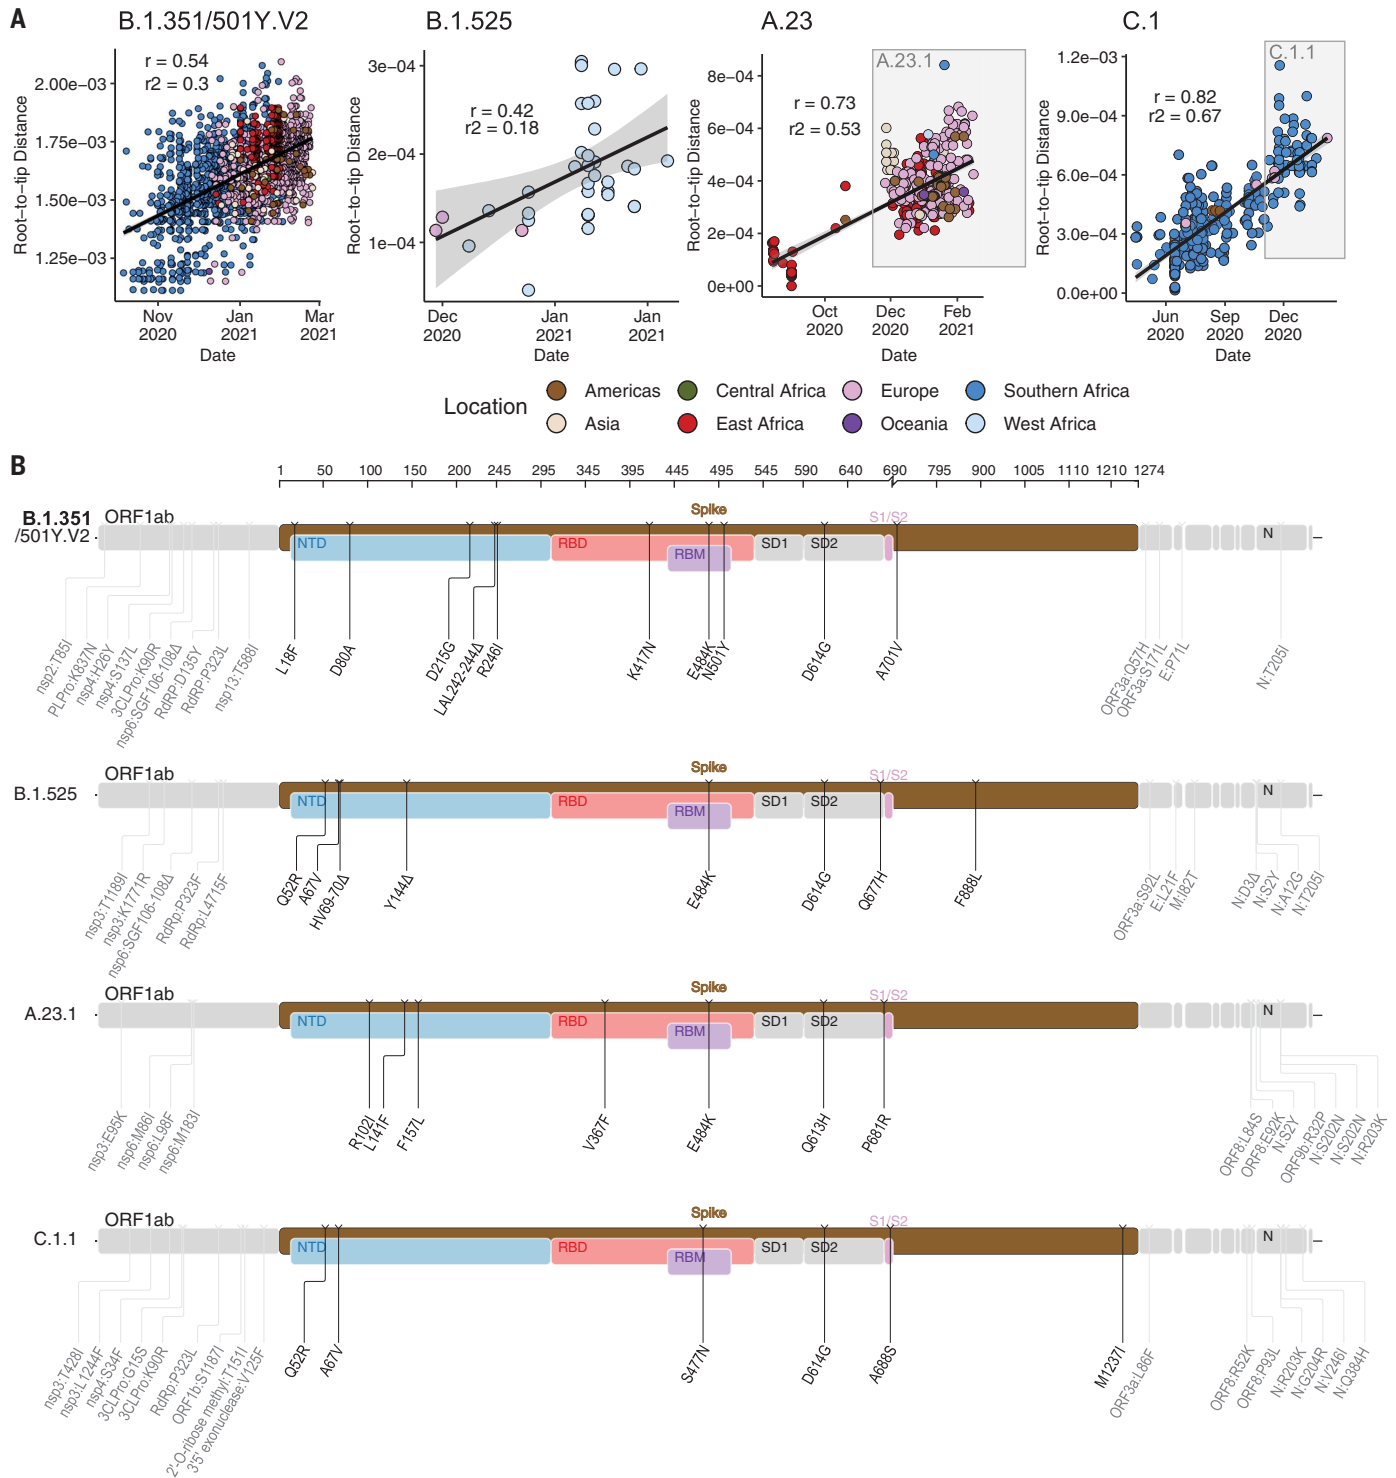 A
B.1.351/501Y.V2
B.1.525
A.23
C.1
r = 0.54
r2 = 0.3
2.00e−03
1.75e−03
1.50e−03
1.25e−03
Root−to−tip Distance
Nov 2020
Jan 2021
Mar 2021
Date
r = 0.42
r2 = 0.18
3e−04
2e−04
1e−04
Root−to−tip Distance
Dec 2020
Jan 2021
Jan 2021
Date
A.23.1
r = 0.73
r2 = 0.53
8e−04
6e−04
4e−04
2e−04
0e+00
Root−to−tip Distance
Oct 2020
Dec 2020
Feb 2021
Date
C.1.1
r = 0.82
r2 = 0.67
1.2e−03
9.0e−04
6.0e−04
3.0e−04
0.0e+00
Root−to−tip Distance
Jun 2020
Sep 2020
Dec 2020
Date
Location
Americas
Central Africa
Europe
Southern Africa
Asia
East Africa
Oceania
West Africa
B
1 50 100 150 200 245 295 345 395 445 495 545 590 640 690 795 900 1005 1110 1210 1274
B.1.351
/501Y.V2
ORF1ab
Spike
S1/S2
NTD
RBD
RBM
SD1
SD2
N
nsp2:T85I
PLPro:K837N
nsp4:H26Y
nsp4:S137L
3CLPro:K90R
nsp6:SGF106-108Δ
RdRP:D135Y
RdRP:P323L
nsp13:T588I
L18F
D80A
D215G
LAL242-244Δ
R246I
K417N
E484K
N501Y
D614G
A701V
ORF3a:Q57H
ORF3a:S171L
E:P71L
N:T205I
B.1.525
ORF1ab
Spike
S1/S2
NTD
RBD
RBM
SD1
SD2
N
nsp3:T1189I
nsp3:K1771R
nsp6:SGF106-108Δ
RdRp:P323F
RdRp:L4715F
Q52R
A67V
HV69-70Δ
Y144Δ
E484K
D614G
Q677H
F888L
ORF3a:S92L
E:L21F
M:I82T
N:D3Δ
N:S2Y
N:A12G
N:T205I
A.23.1
ORF1ab
Spike
S1/S2
NTD
RBD
RBM
SD1
SD2
N
nsp3:E95K
nsp6:M86I
nsp6:L98F
nsp6:M183I
R102I
L141F
F157L
V367F
E484K
Q613H
P681R
ORF8:L84S
ORF8:E92K
N:S2Y
ORF9b:R32P
N:S202N
N:S202N
N:R203K
C.1.1
ORF1ab
Spike
S1/S2
NTD
RBD
RBM
SD1
SD2
N
nsp3:T428I
nsp3:L1244F
nsp4:S34F
3CLPro:G15S
3CLPro:K90R
RdRp:P323L
ORF1b:S1187I
2'-O-ribose methyl:T151I
3'5' exonuclease:V125F
Q52R
A67V
S477N
D614G
A688S
M1237I
ORF3a:L86F
ORF8:R52K
ORF8:P93L
N:R203K
N:G204R
N:V246I
N:Q384H